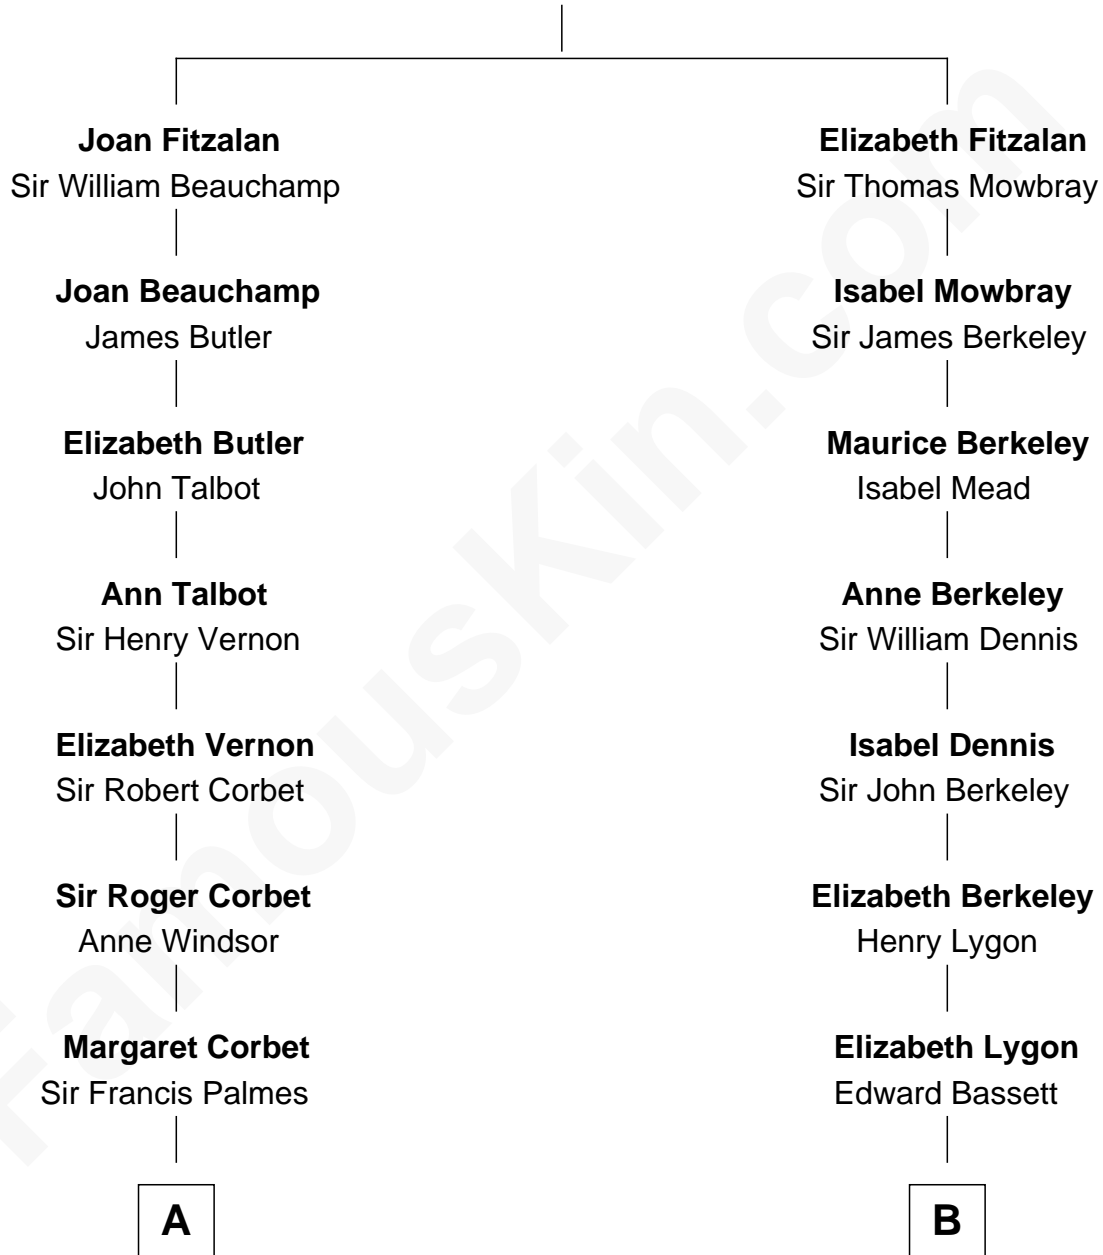 Joan Fitzalan
Sir William Beauchamp
Joan Beauchamp
James Butler
Elizabeth Butler
John Talbot
Ann Talbot
Sir Henry Vernon
Elizabeth Vernon
Sir Robert Corbet
Sir Roger Corbet
Anne Windsor
Margaret Corbet
Sir Francis Palmes
A
Elizabeth Fitzalan
Sir Thomas Mowbray
Isabel Mowbray
Sir James Berkeley
Maurice Berkeley
Isabel Mead
Anne Berkeley
Sir William Dennis
Isabel Dennis
Sir John Berkeley
Elizabeth Berkeley
Henry Lygon
Elizabeth Lygon
Edward Bassett
B
FamousKin.com